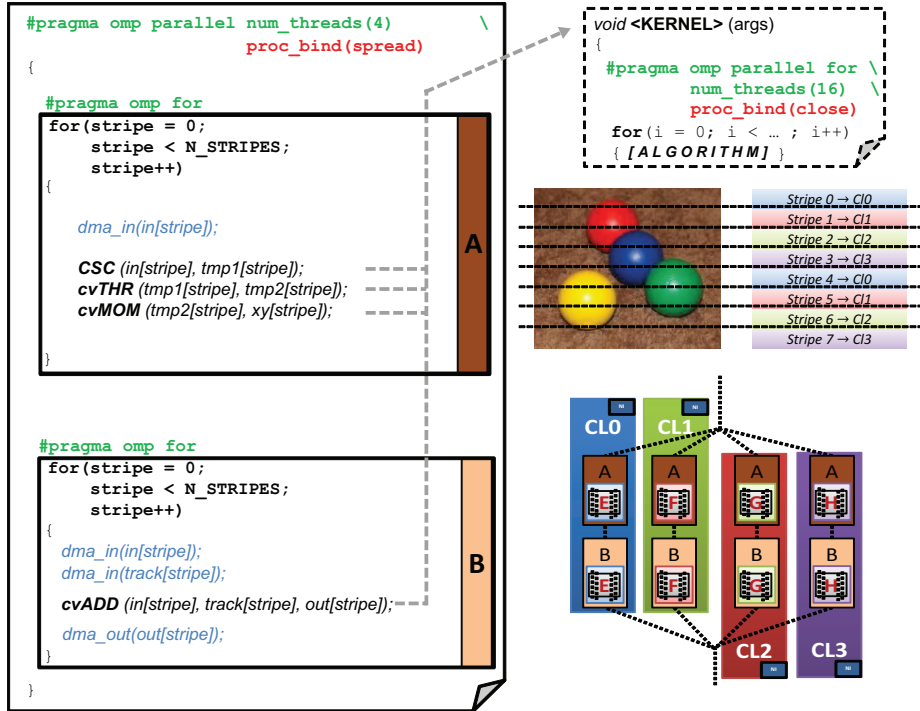 #pragma omp parallel num_threads(4) \
proc_bind(spread)
{
#pragma omp for
for(stripe = 0;
stripe < N_STRIPES;
stripe++)
{
dma_in(in[stripe]);
CSC (in[stripe], tmp1[stripe]);
cvTHR (tmp1[stripe], tmp2[stripe]);
cvMOM (tmp2[stripe], xy[stripe]);
}
A
#pragma omp for
for(stripe = 0;
stripe < N_STRIPES;
stripe++)
{
dma_in(in[stripe]);
dma_in(track[stripe]);
cvADD (in[stripe], track[stripe], out[stripe]);
dma_out(out[stripe]);
}
B
}
void <KERNEL> (args)
{
#pragma omp parallel for \
num_threads(16) \
proc_bind(close)
for(i = 0; i < … ; i++)
{ [ALGORITHM] }
Stripe 0 → Cl0
Stripe 1 → Cl1
Stripe 2 → Cl2
Stripe 3 → Cl3
Stripe 4 → Cl0
Stripe 5 → Cl1
Stripe 6 → Cl2
Stripe 7 → Cl3
NI NI
CL0 CL1
A A A A
E F G H
B B B B
E F G H
CL2 CL3
NI NI